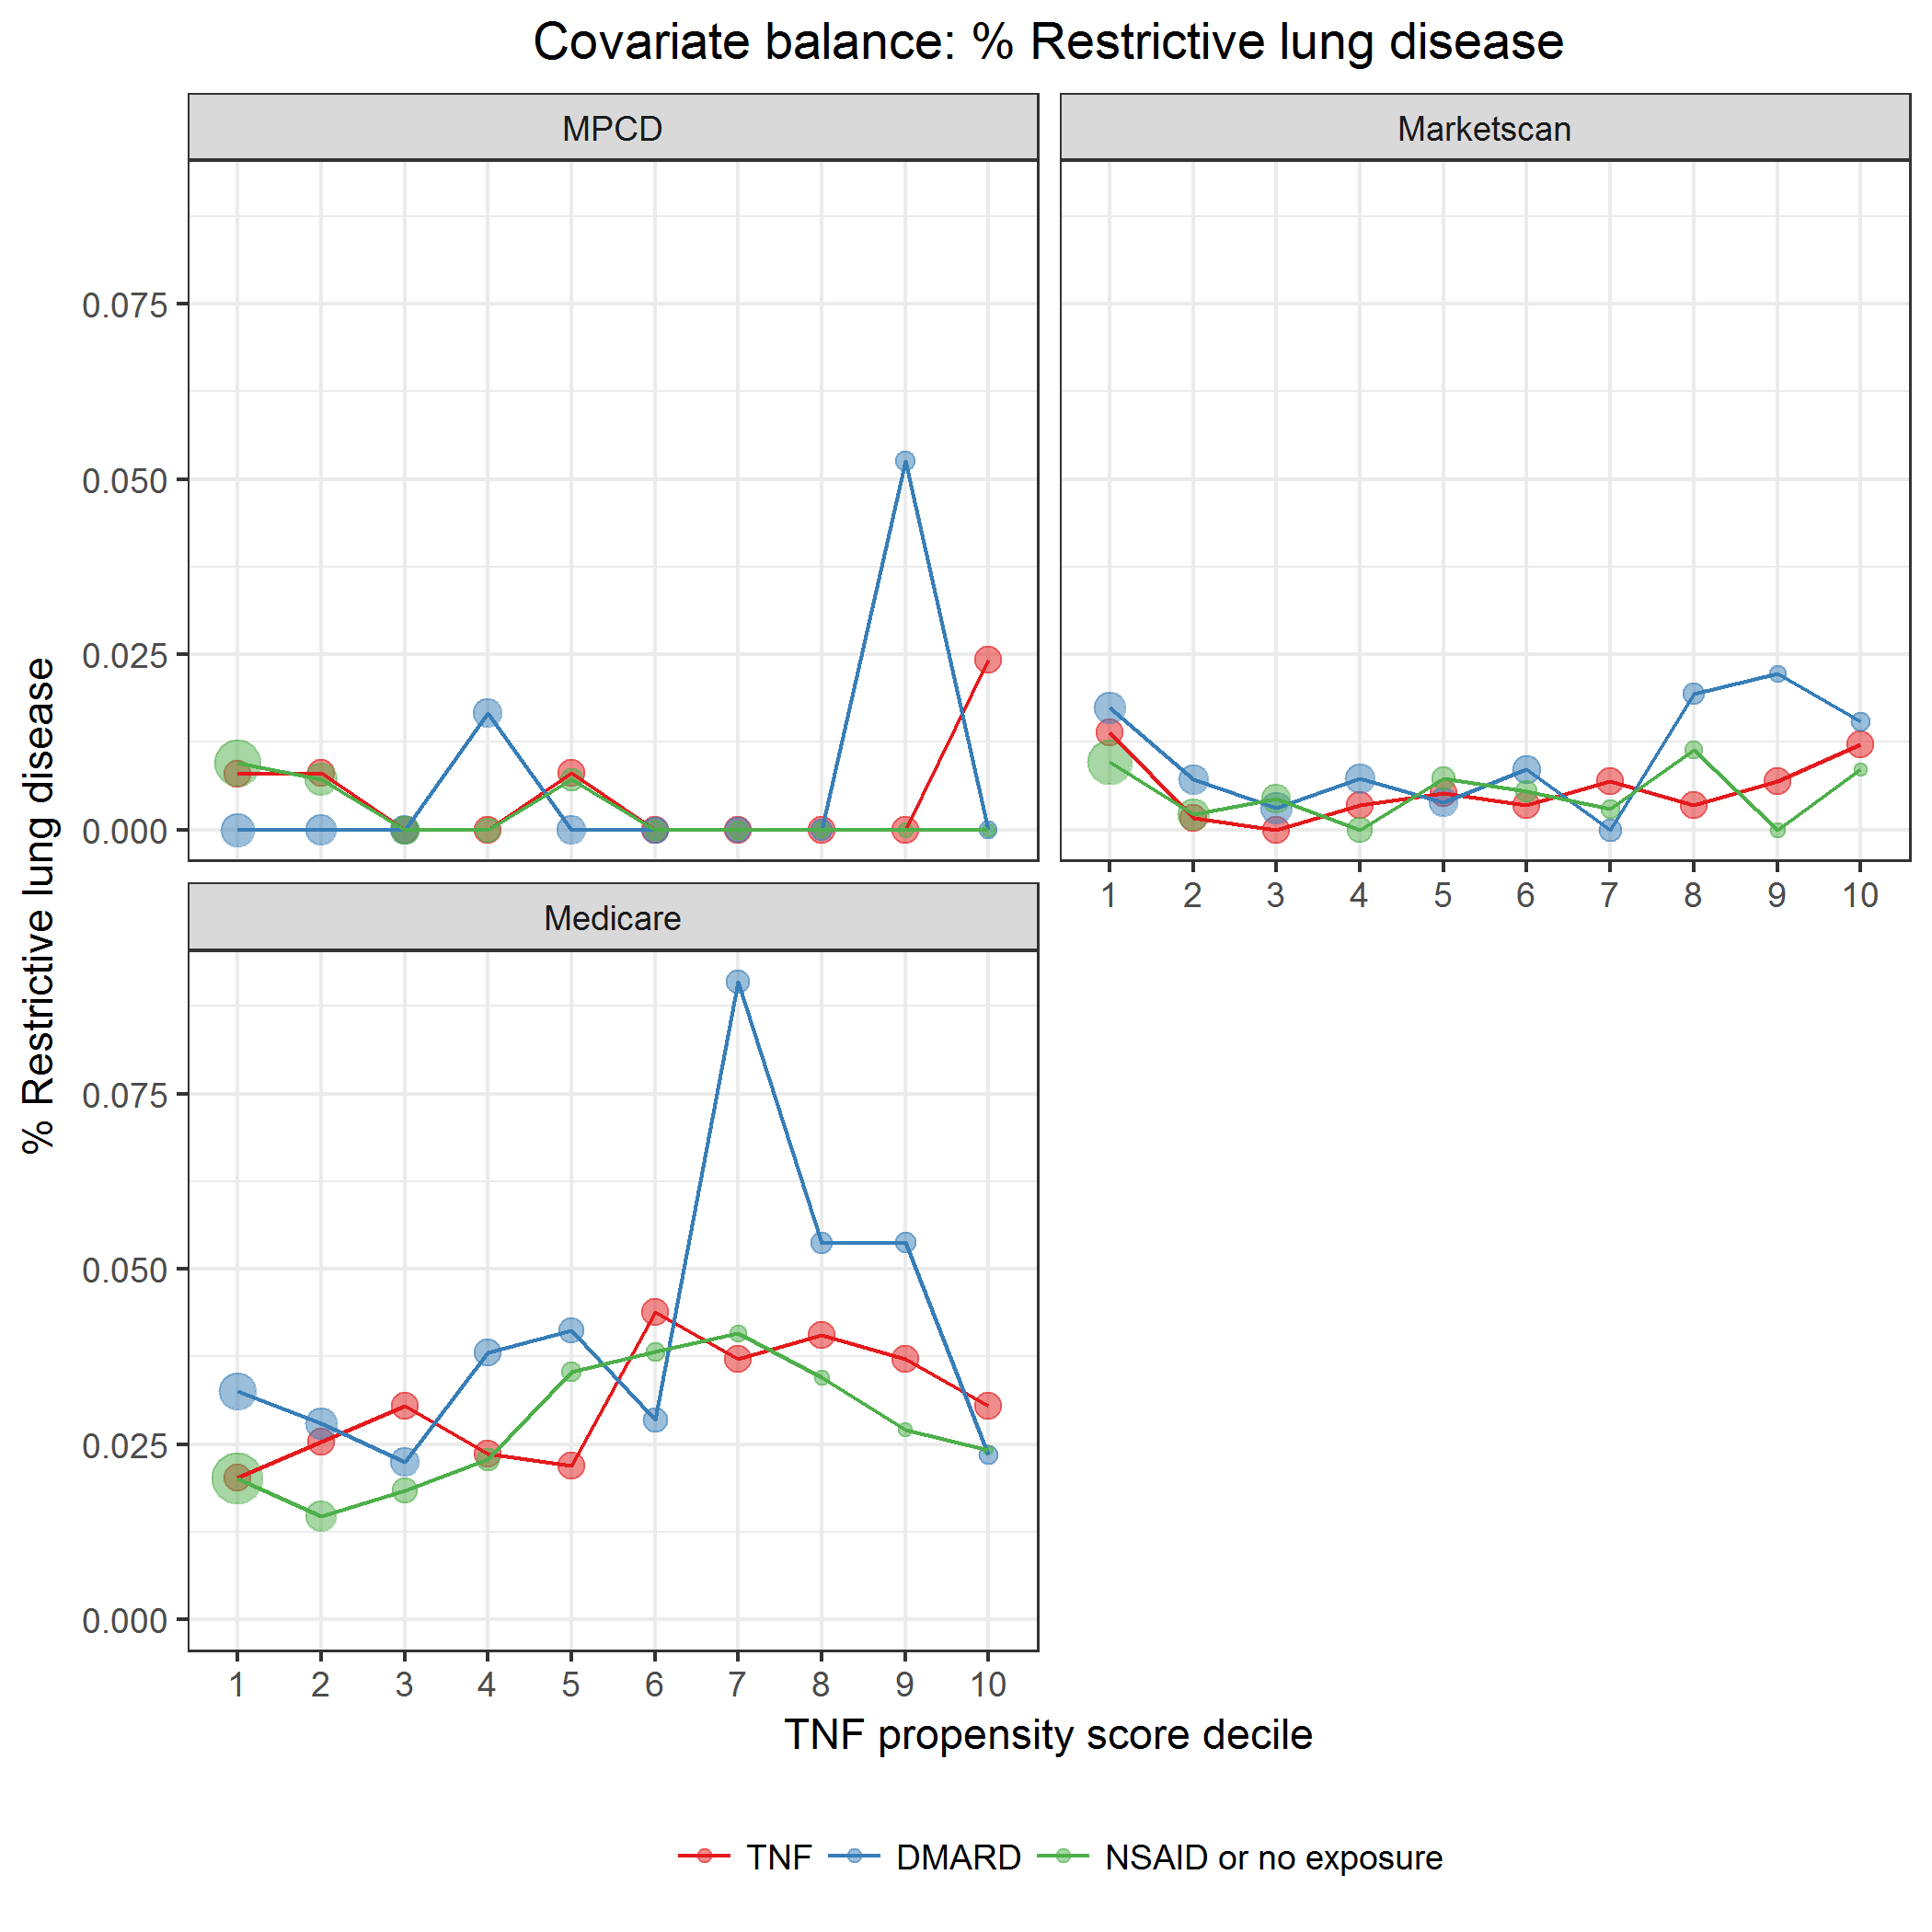 Covariate balance: % Restrictive lung disease
MPCD
Marketscan
% Restrictive lung disease
0.075
0.050
0.025
0.000
1 2 3 4 5 6 7 8 9 10
Medicare
0.075
0.050
0.025
0.000
1 2 3 4 5 6 7 8 9 10
TNF propensity score decile
TNF DMARD NSAID or no exposure